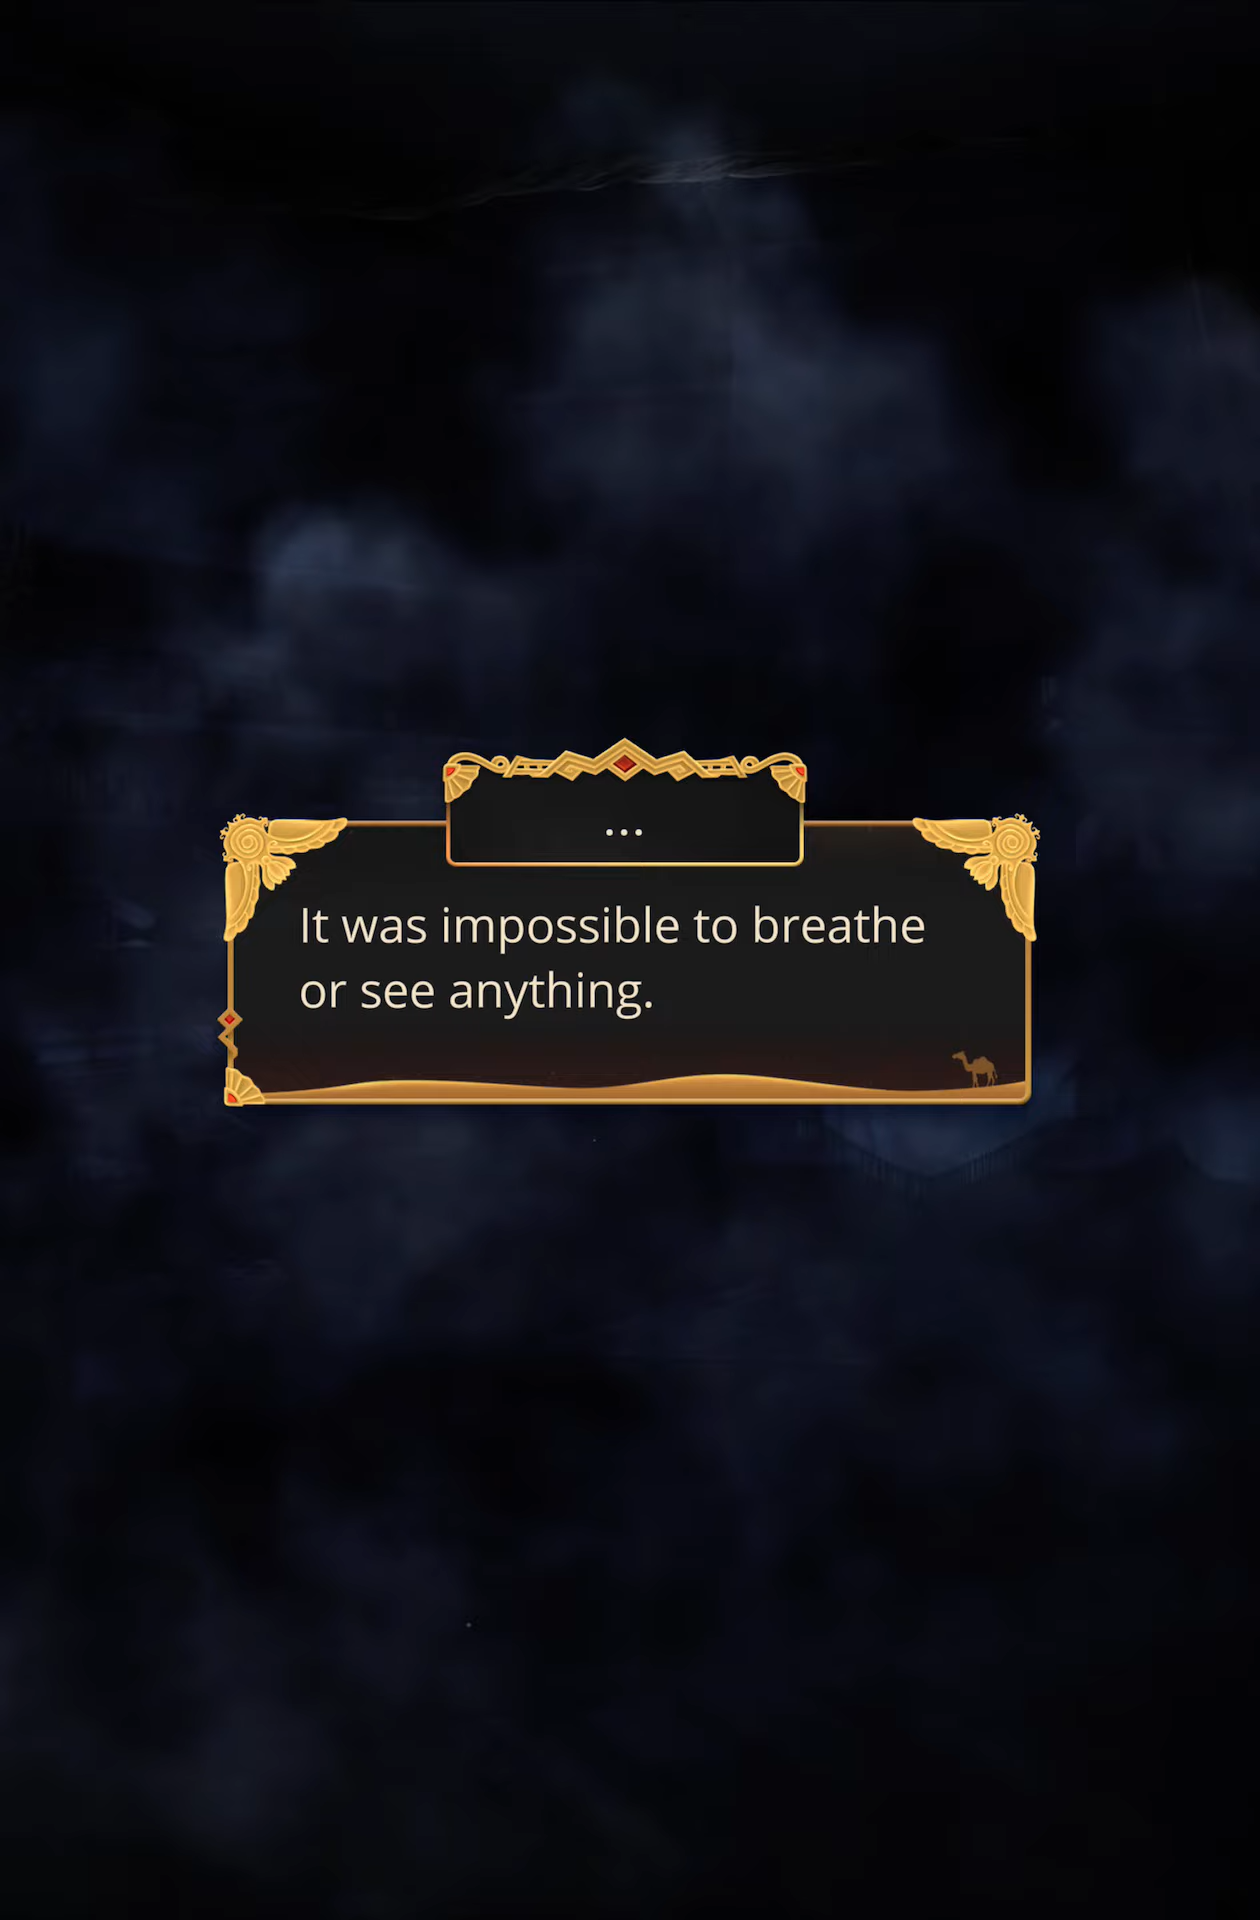 ...
It was impossible to breathe
or see anything.